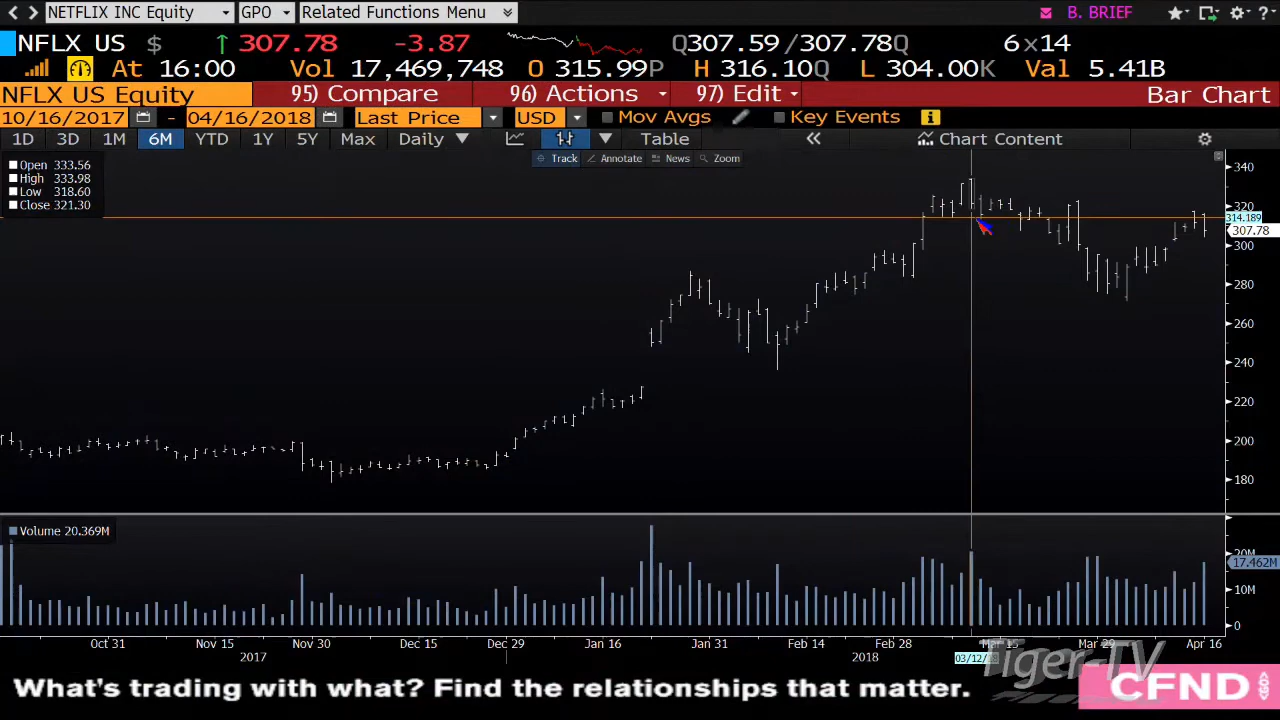 NETFLIX INC Equity GPO Related Functions Menu B. BRIEF ?
NFLX US $ ↑ 307.78 -3.87 Q307.59/307.78Q 6x14
At 16:00 Vol 17,469,748 O 315.99P H 316.10Q L 304.00K Val 5.41B
NFLX US Equity 95) Compare 96) Actions 97) Edit Bar Chart
10/16/2017 - 04/16/2018 Last Price USD Mov Avgs Key Events i
1D 3D 1M 6M YTD 1Y 5Y Max Daily Table « Chart Content
Track Annotate News Zoom
Open 333.56
High 333.98
Low 318.60
Close 321.30
340
320
314.189
307.78
300
280
260
240
220
200
180
Volume 20.369M
20M
17.462M
10M
0
Oct 31 Nov 15 Nov 30 Dec 15 Dec 29 Jan 16 Jan 31 Feb 14 Feb 28 Mar 15 Mar 29 Apr 16
2017 2018 03/12/
Tiger-TV
What's trading with what? Find the relationships that matter. CFND